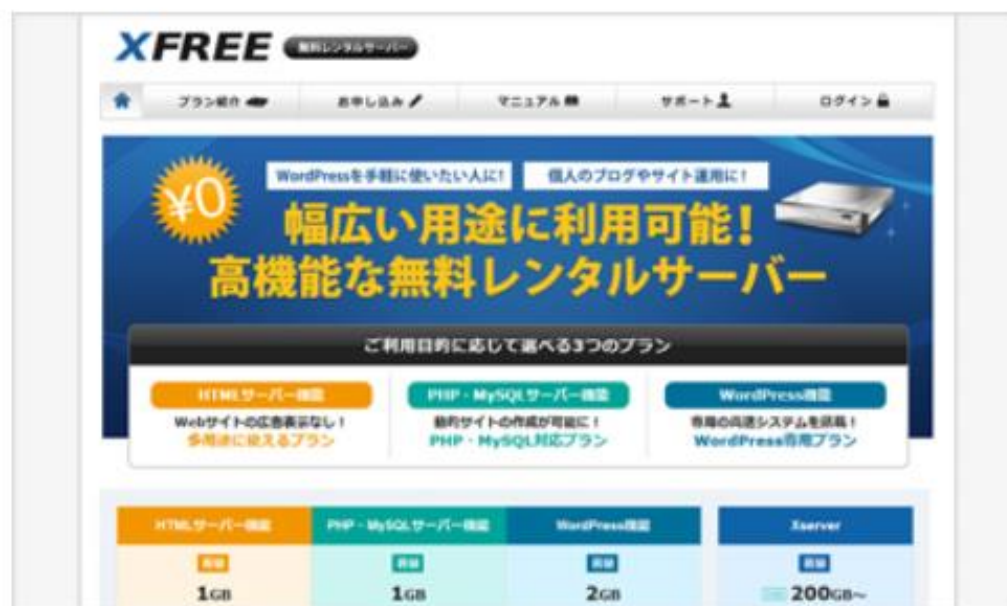 XFREE 無料レンタルサーバー
プラン紹介 お申し込み マニュアル サポート ログイン
¥0
WordPressを手軽に使いたい人に! 個人のブログやサイト運用に!
幅広い用途に利用可能!
高機能な無料レンタルサーバー
ご利用目的に応じて選べる3つのプラン
HTMLサーバー機能 PHP・MySQLサーバー機能 WordPress機能
Webサイトの広告表示なし! 動的サイトの作成が可能に! 専用の高速システムを搭載!
多用途に使えるプラン PHP・MySQL対応プラン WordPress専用プラン
HTMLサーバー機能 PHP・MySQLサーバー機能 WordPress機能 Xserver
1GB 1GB 2GB 200GB~